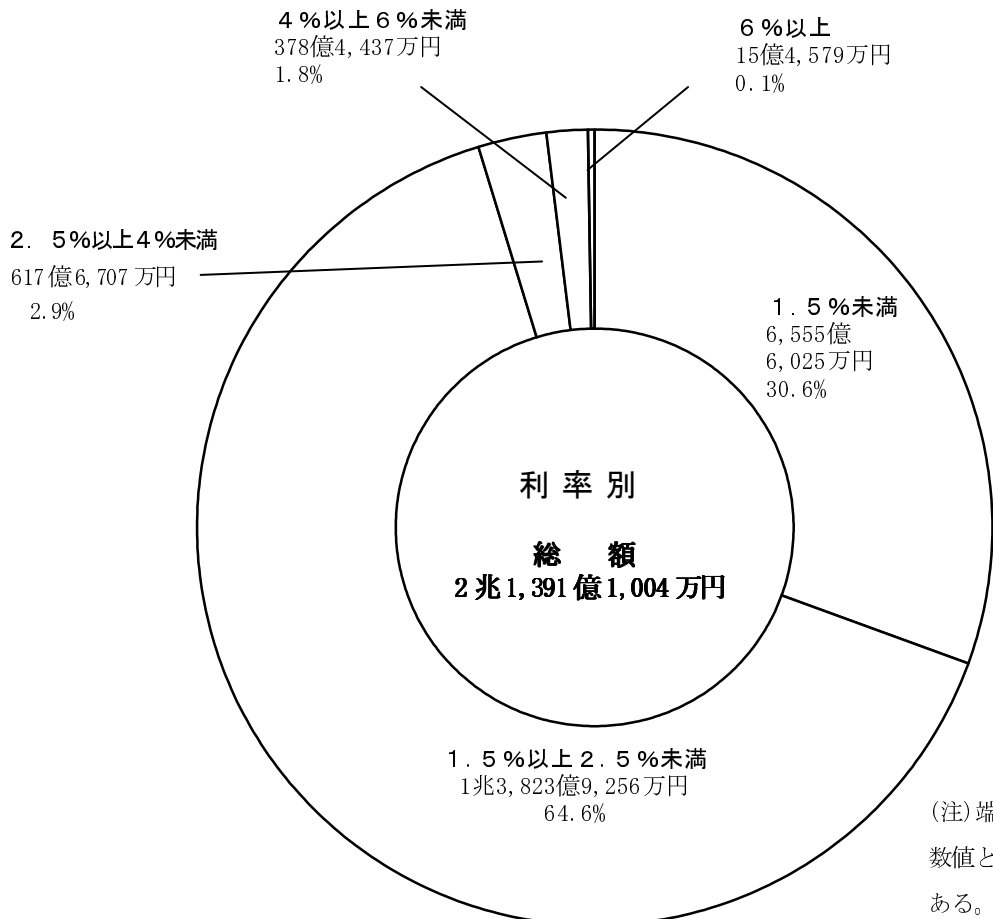 ４％以上６％未満
378億4,437万円
1.8%
６％以上
15億4,579万円
0.1%
２．５％以上４％未満
617億6,707万円
2.9%
１.５％未満
6,555億
6,025万円
30.6%
利率別
総　額
2兆1,391億1,004万円
１.５％以上２.５％未満
1兆3,823億9,256万円
64.6%
(注)端
数値と
ある。